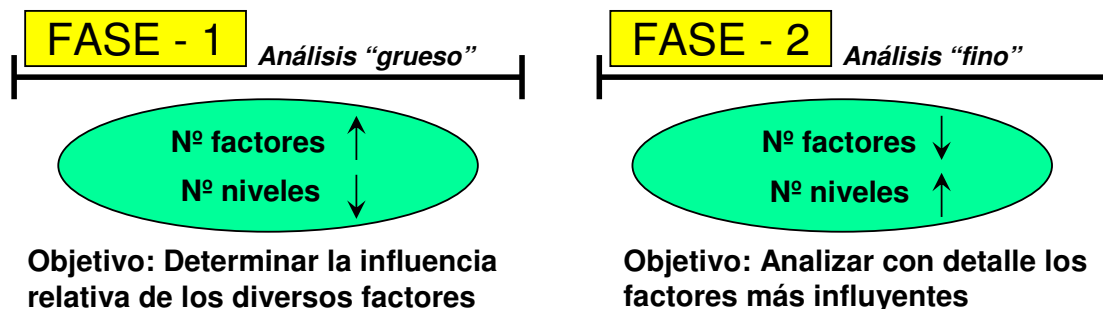 FASE - 1
Análisis “grueso”
Nº factores
Nº niveles
Objetivo: Determinar la influencia
relativa de los diversos factores
FASE - 2
Análisis “fino”
Nº factores
Nº niveles
Objetivo: Analizar con detalle los
factores más influyentes